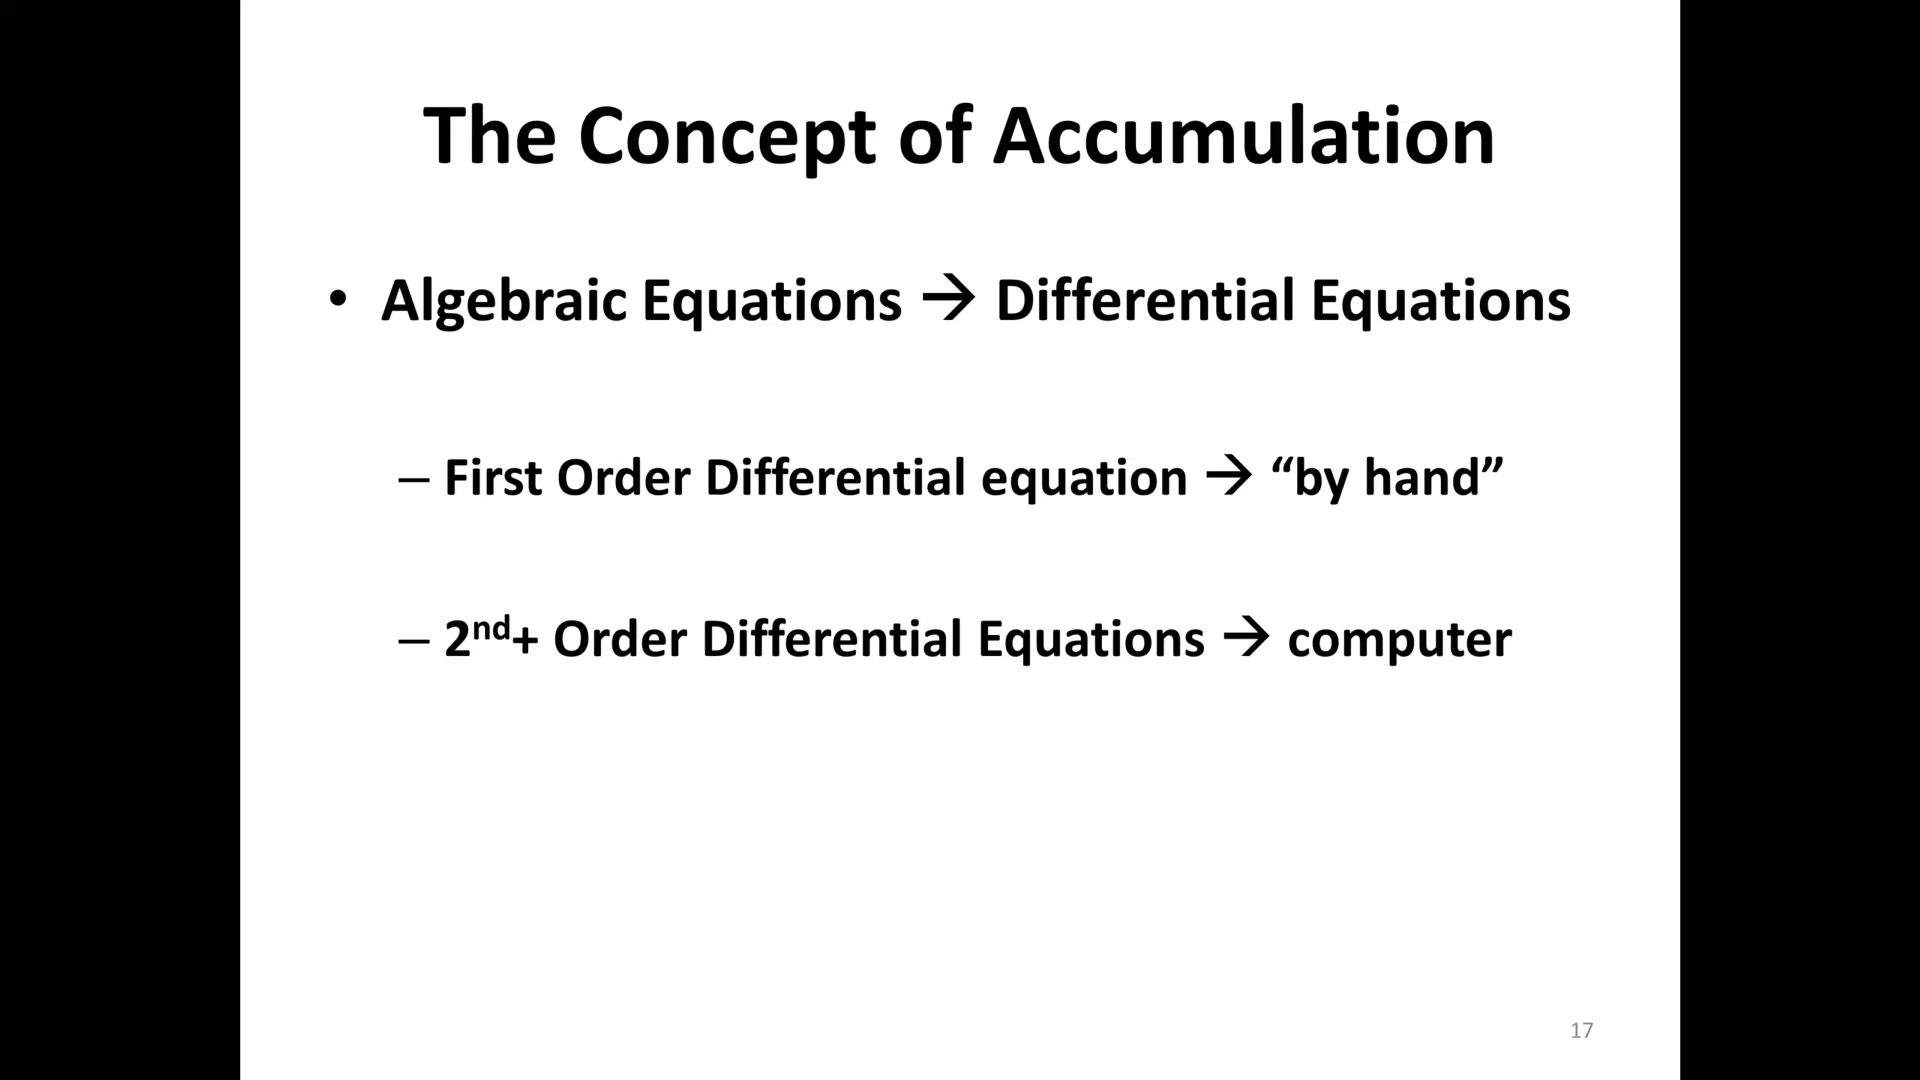 The Concept of Accumulation
• Algebraic Equations → Differential Equations
– First Order Differential equation → “by hand”
– 2nd+ Order Differential Equations → computer
17